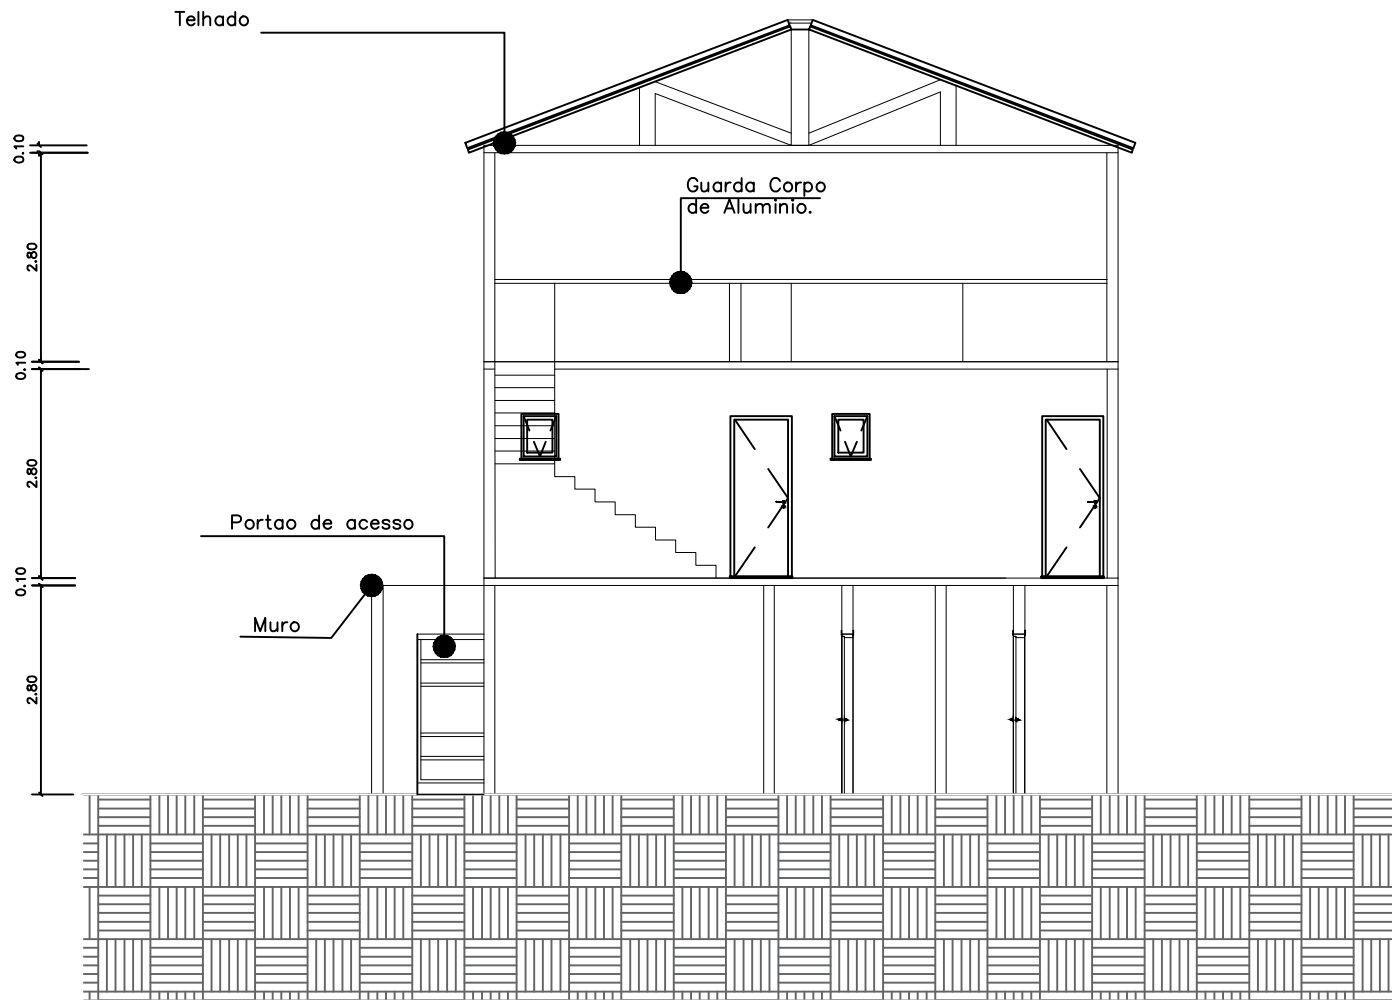 Telhado
0.10
Guarda Corpo
de Aluminio.
2.80
0.10
2.80
Portao de acesso
0.10
Muro
2.80